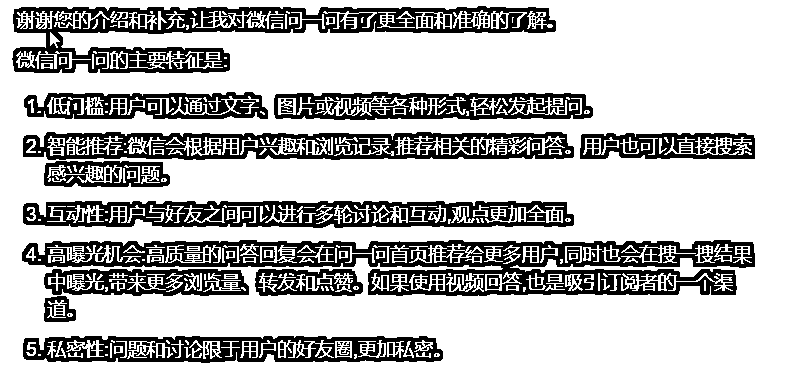 谢谢您的介绍和补充,让我对微信问一问有了更全面和准确的了解。
微信问一问的主要特征是:
1. 低门槛:用户可以通过文字、图片或视频等各种形式,轻松发起提问。
2. 智能推荐:微信会根据用户兴趣和浏览记录,推荐相关的精彩问答。用户也可以直接搜索
感兴趣的问题。
3. 互动性:用户与好友之间可以进行多轮讨论和互动,观点更加全面。
4. 高曝光机会:高质量的问答回复会在问一问首页推荐给更多用户,同时也会在搜一搜结果
中曝光,带来更多浏览量、转发和点赞。如果使用视频回答,也是吸引订阅者的一个渠
道。
5. 私密性:问题和讨论限于用户的好友圈,更加私密。